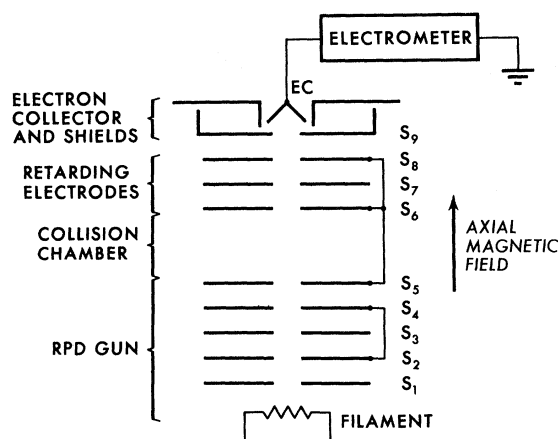 ELECTROMETER
EC
ELECTRON
COLLECTOR
AND SHIELDS
S9
S8
RETARDING
ELECTRODES
S7
S6
COLLISION
CHAMBER
AXIAL
MAGNETIC
FIELD
S5
S4
RPD GUN
S3
S2
S1
FILAMENT